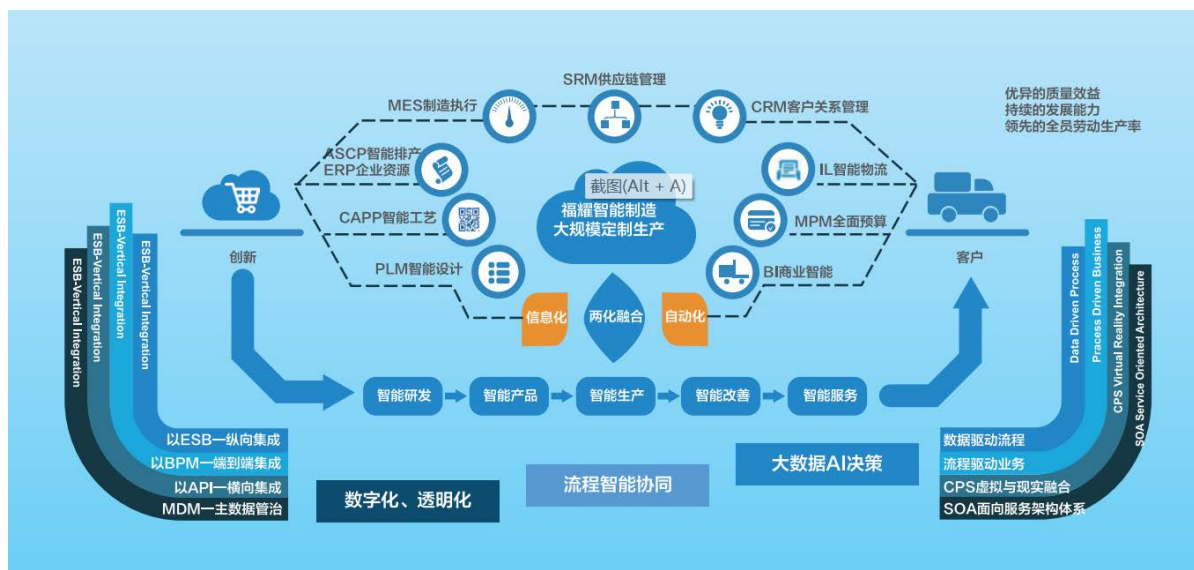 SRM供应链管理
MES制造执行
CRM客户关系管理
优异的质量效益
持续的发展能力
领先的全员劳动生产率
ASCP智能排产
ERP企业资源
IL智能物流
截图(Alt + A)
福耀智能制造
大规模定制生产
CAPP智能工艺
MPM全面预算
PLM智能设计
BI商业智能
创新
客户
信息化
两化融合
自动化
智能研发
智能产品
智能生产
智能改善
智能服务
ESB-Vertical Integration
ESB-Vertical Integration
ESB-Vertical Integration
ESB-Vertical Integration
以ESB一纵向集成
以BPM一端到端集成
以API一横向集成
MDM一主数据管治
数字化、透明化
流程智能协同
大数据AI决策
Data Driven Process
Pracess Driven Business
CPS Virtual Reality Integration
SOA Service Oriented Architecture
数据驱动流程
流程驱动业务
CPS虚拟与现实融合
SOA面向服务架构体系